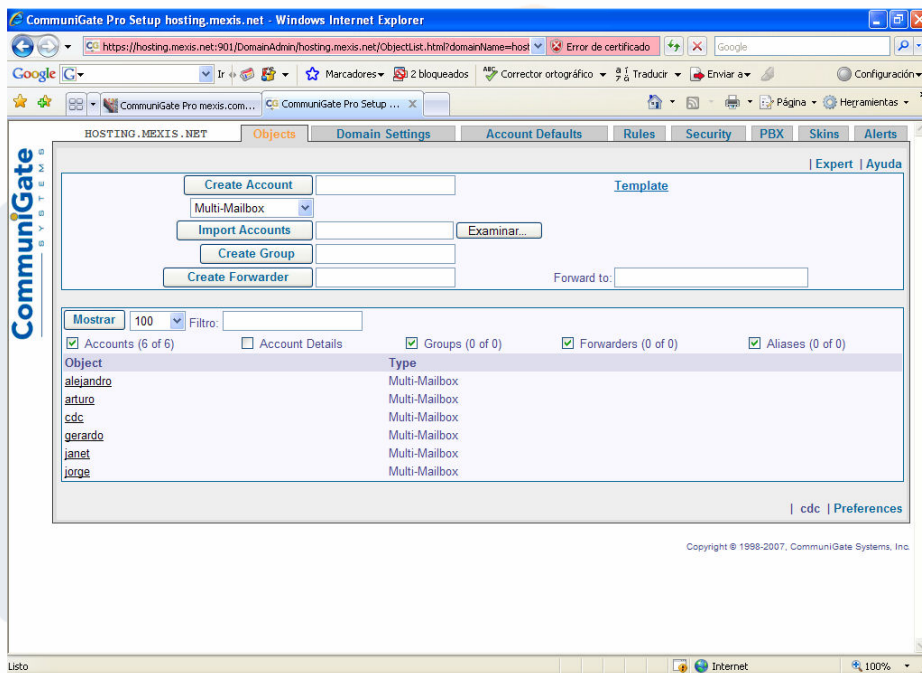 CommuniGate Pro Setup hosting.mexis.net - Windows Internet Explorer
https://hosting.mexis.net:901/DomainAdmin/hosting.mexis.net/ObjectList.html?domainName=host Error de certificado Google
Google G Ir Marcadores 2 bloqueados ABC Corrector ortográfico Traducir Enviar a Configuración
CommuniGate Pro mexis.com... CG CommuniGate Pro Setup ... X Página Herramientas
CommuniGate
SYSTEMS
HOSTING.MEXIS.NET Objects Domain Settings Account Defaults Rules Security PBX Skins Alerts
| Expert | Ayuda
Create Account Template
Multi-Mailbox
Import Accounts Examinar...
Create Group
Create Forwarder Forward to:
Mostrar 100 Filtro:
Accounts (6 of 6) Account Details Groups (0 of 0) Forwarders (0 of 0) Aliases (0 of 0)
Object Type
alejandro Multi-Mailbox
arturo Multi-Mailbox
cdc Multi-Mailbox
gerardo Multi-Mailbox
janet Multi-Mailbox
jorge Multi-Mailbox
| cdc | Preferences
Copyright © 1998-2007, CommuniGate Systems, Inc.
Listo Internet 100%